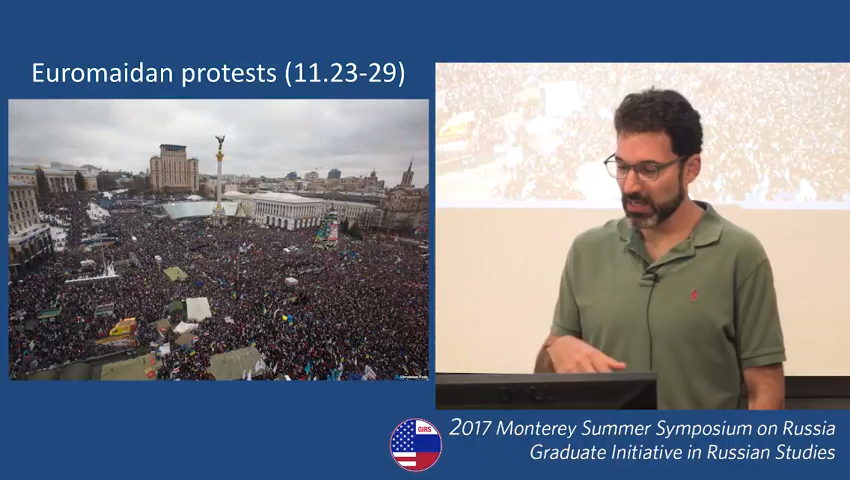 Euromaidan protests (11.23-29)
GIRS
2017 Monterey Summer Symposium on Russia
Graduate Initiative in Russian Studies